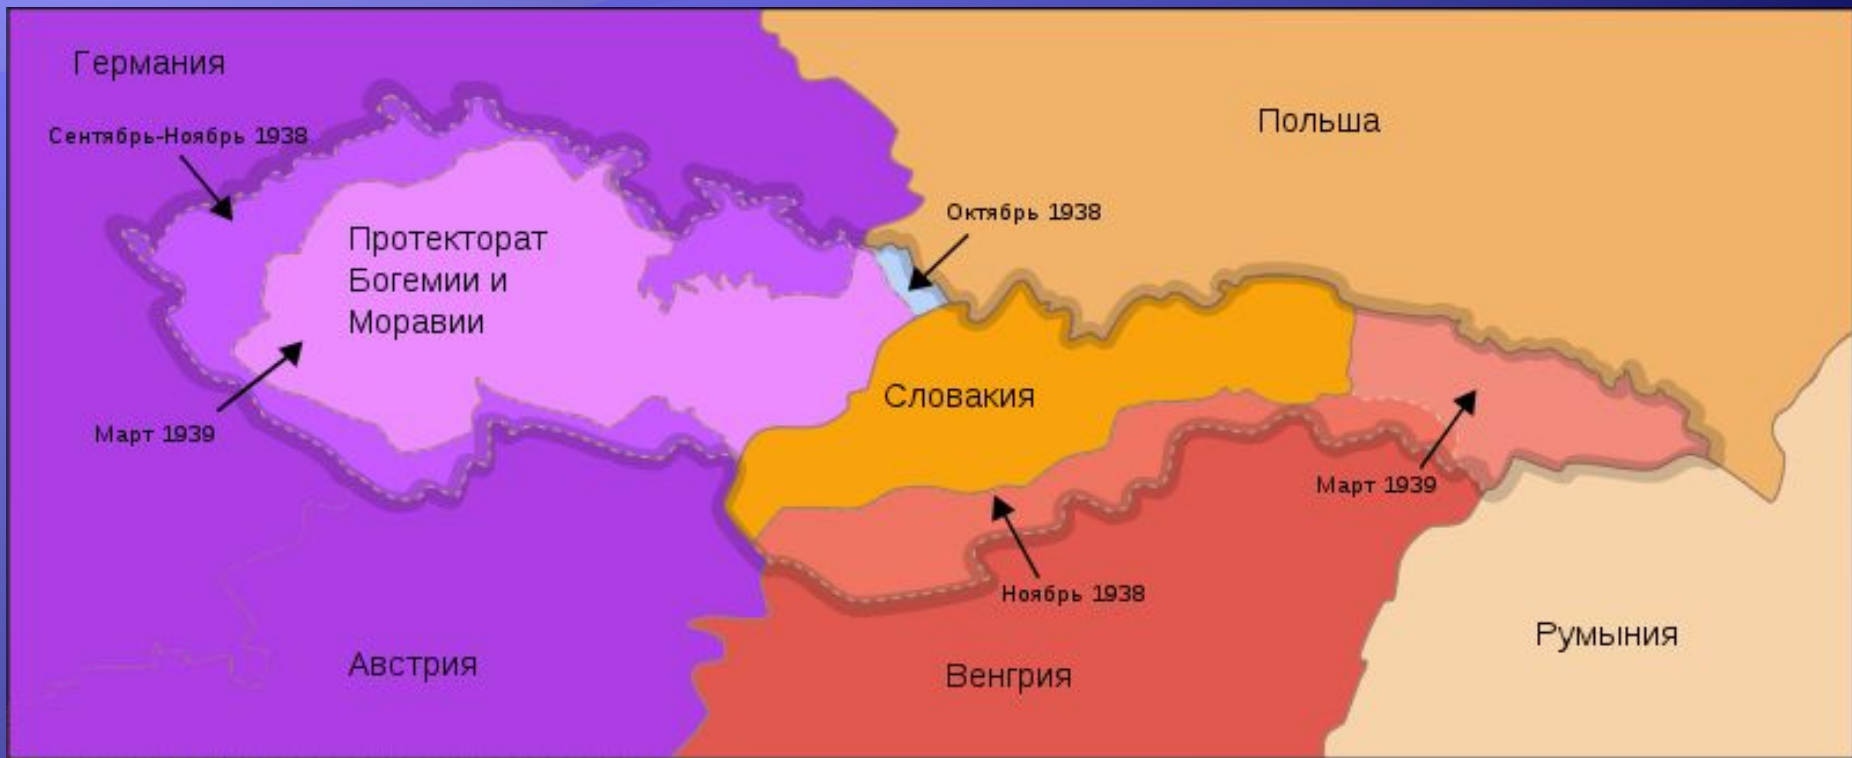 Германия
Сентябрь-Ноябрь 1938
Польша
Октябрь 1938
Протекторат
Богемии и
Моравии
Словакия
Март 1939
Март 1939
Ноябрь 1938
Румыния
Австрия
Венгрия